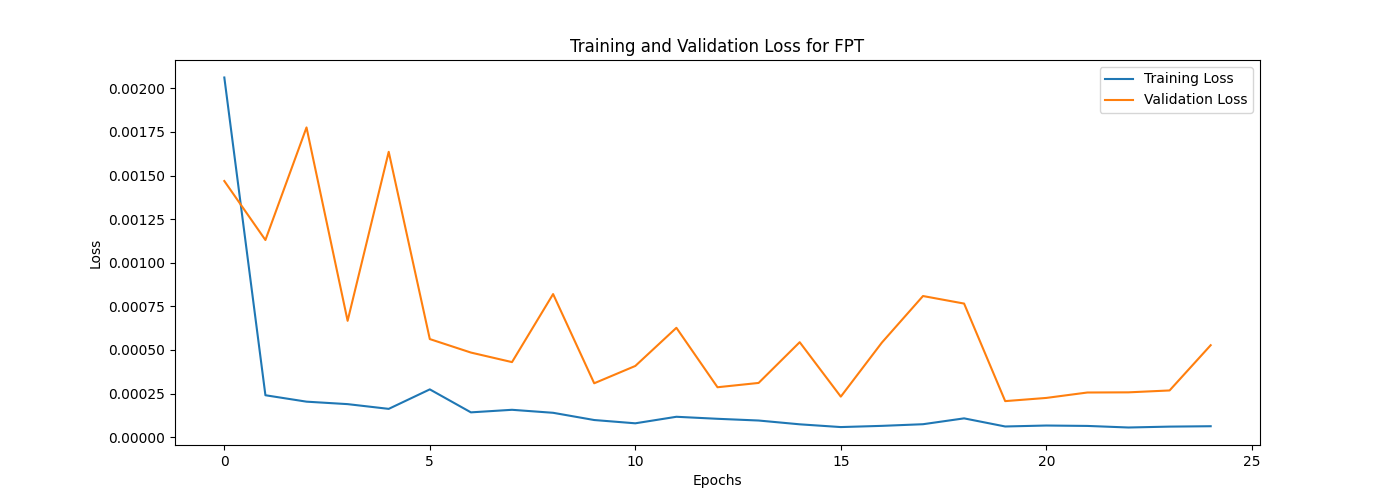 Training and Validation Loss for FPT
Training Loss
Validation Loss
Loss
0.00200
0.00175
0.00150
0.00125
0.00100
0.00075
0.00050
0.00025
0.00000
0 5 10 15 20 25
Epochs